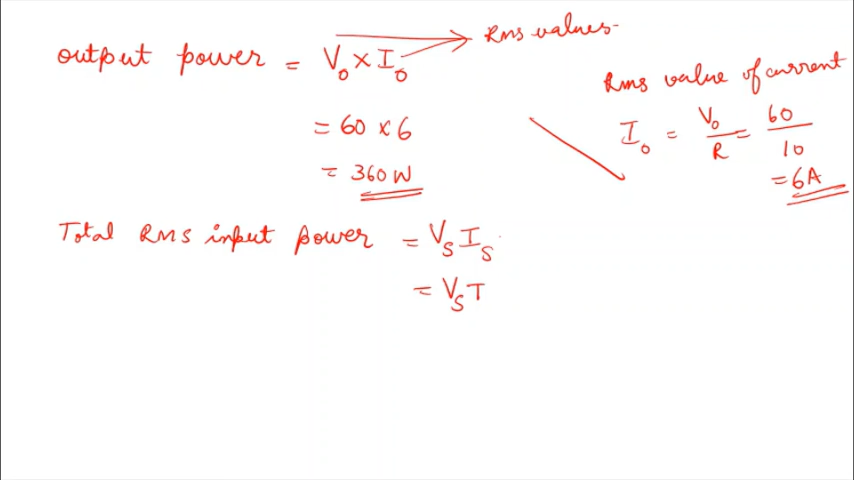 output power = V₀ × I₀ → Rms values
Rms value of current
I₀ = V₀/R = 60/10
= 6A
= 60 × 6
= 360 W
Total RMS input power = Vₛ Iₛ
= Vₛ I